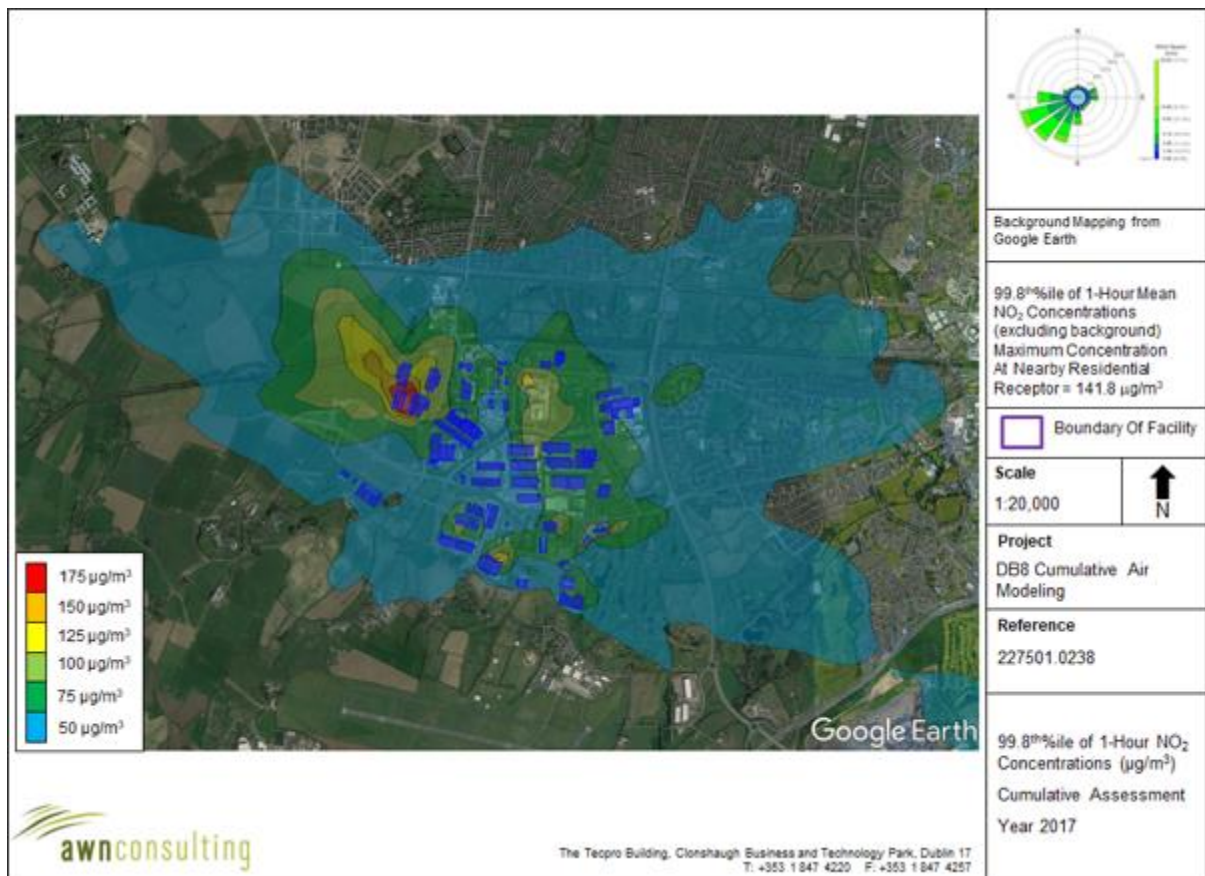 Background Mapping from
Google Earth
99.8th%ile of 1-Hour Mean
NO2 Concentrations
(excluding background)
Maximum Concentration
At Nearby Residential
Receptor = 141.8 µg/m3
Boundary Of Facility
Scale
1:20,000
N
Project
DB8 Cumulative Air
Modeling
Reference
227501.0238
99.8th%ile of 1-Hour NO2
Concentrations (µg/m3)
Cumulative Assessment
Year 2017
175 µg/m3
150 µg/m3
125 µg/m3
100 µg/m3
75 µg/m3
50 µg/m3
Google Earth
awnconsulting
The Tecpro Building, Clonshaugh Business and Technology Park, Dublin 17
T: +353 1 847 4220 F: +353 1 847 4257